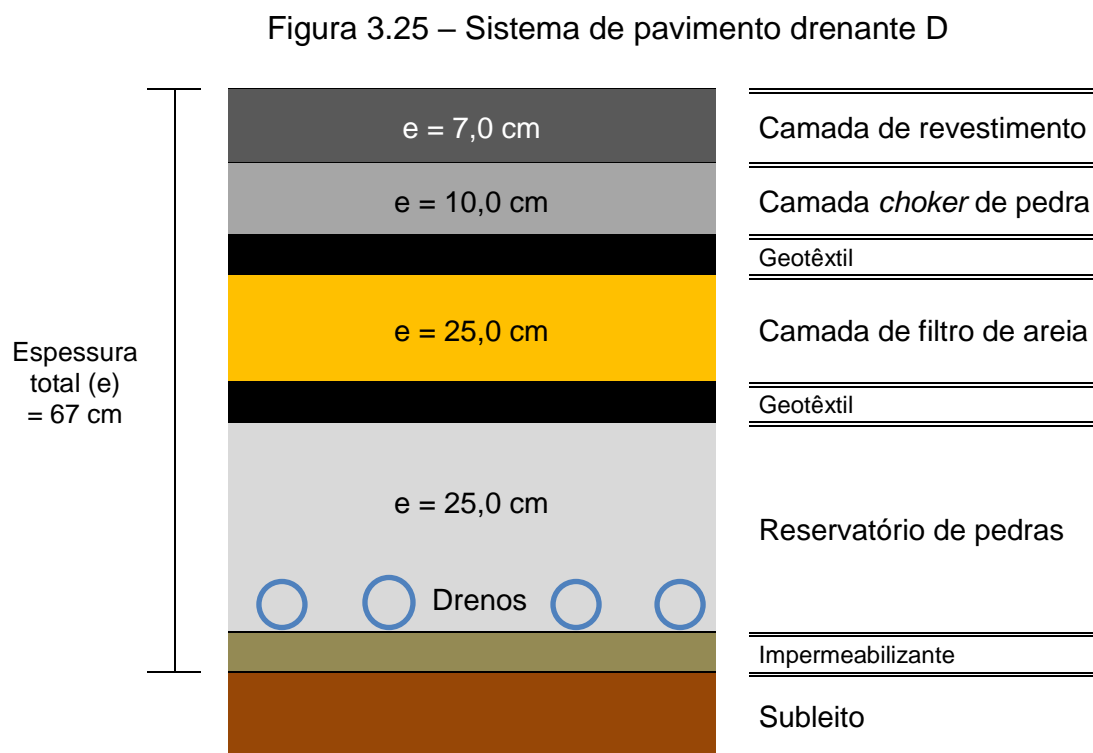 Figura 3.25 – Sistema de pavimento drenante D
e = 7,0 cm
Camada de revestimento
e = 10,0 cm
Camada choker de pedra
Geotêxtil
e = 25,0 cm
Camada de filtro de areia
Espessura
total (e)
= 67 cm
Geotêxtil
e = 25,0 cm
Reservatório de pedras
Drenos
Impermeabilizante
Subleito